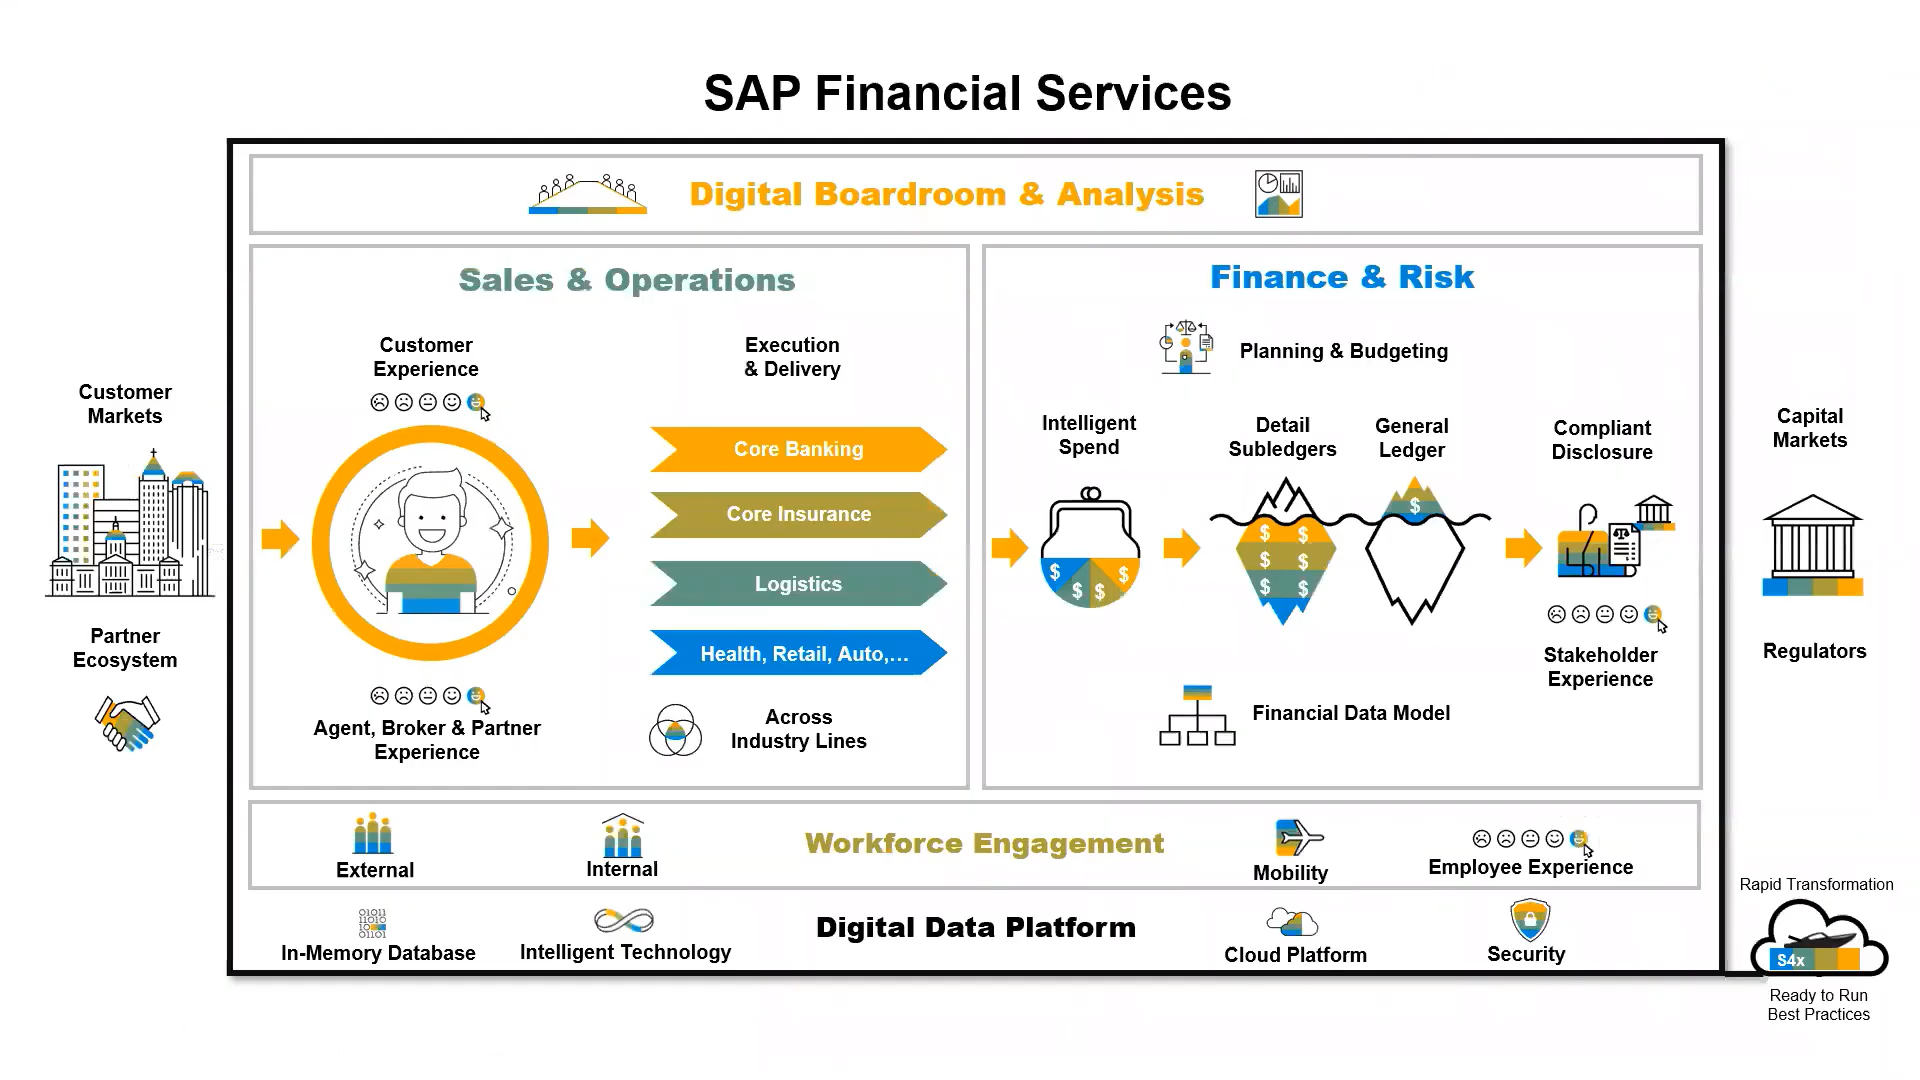 SAP Financial Services
Digital Boardroom & Analysis
Sales & Operations
Customer
Experience
Execution
& Delivery
Customer
Markets
Partner
Ecosystem
Core Banking
Core Insurance
Logistics
Health, Retail, Auto,...
Agent, Broker & Partner
Experience
Across
Industry Lines
Finance & Risk
Planning & Budgeting
Intelligent
Spend
Detail
Subledgers
General
Ledger
Compliant
Disclosure
$ $ $ $
$ $
$ $
$ $
$
Stakeholder
Experience
Financial Data Model
Capital
Markets
Regulators
Workforce Engagement
External
Internal
Mobility
Employee Experience
Digital Data Platform
01011
11010
01101
In-Memory Database
Intelligent Technology
Cloud Platform
Security
Rapid Transformation
S4x
Ready to Run
Best Practices